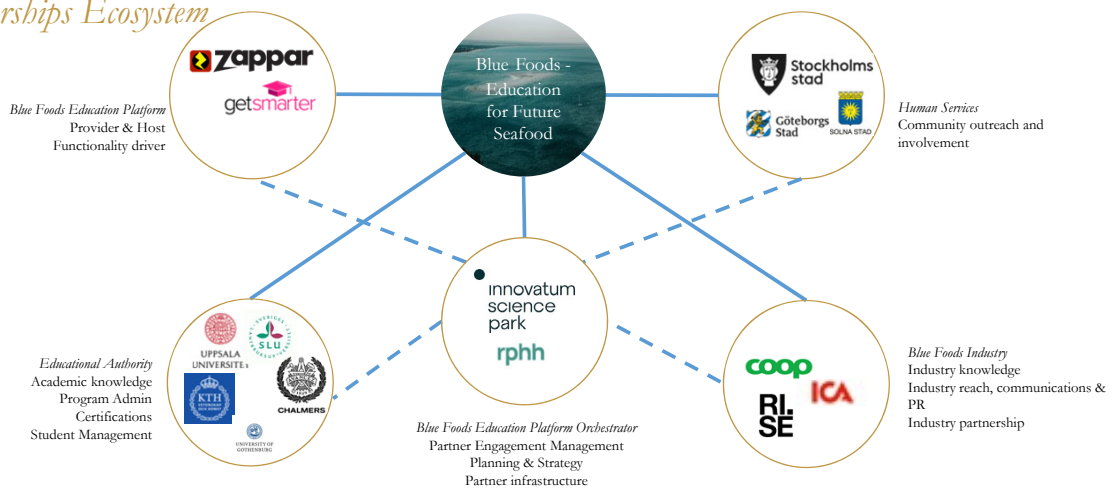 rships Ecosystem
zappar
getsmarter
Blue Foods Education Platform
Provider & Host
Functionality driver
Blue Foods -
Education
for Future
Seafood
Stockholms
stad
Göteborgs
Stad
SOLNA STAD
Human Services
Community outreach and
involvement
innovatum
science
park
rphh
Blue Foods Education Platform Orchestrator
Partner Engagement Management
Planning & Strategy
Partner infrastructure
Educational Authority
Academic knowledge
Program Admin
Certifications
Student Management
UPPSALA
UNIVERSITE
SLU
KTH
CHALMERS
UNIVERSITY OF
GOTHENBURG
coop
ICA
RI.
SE
Blue Foods Industry
Industry knowledge
Industry reach, communications &
PR
Industry partnership